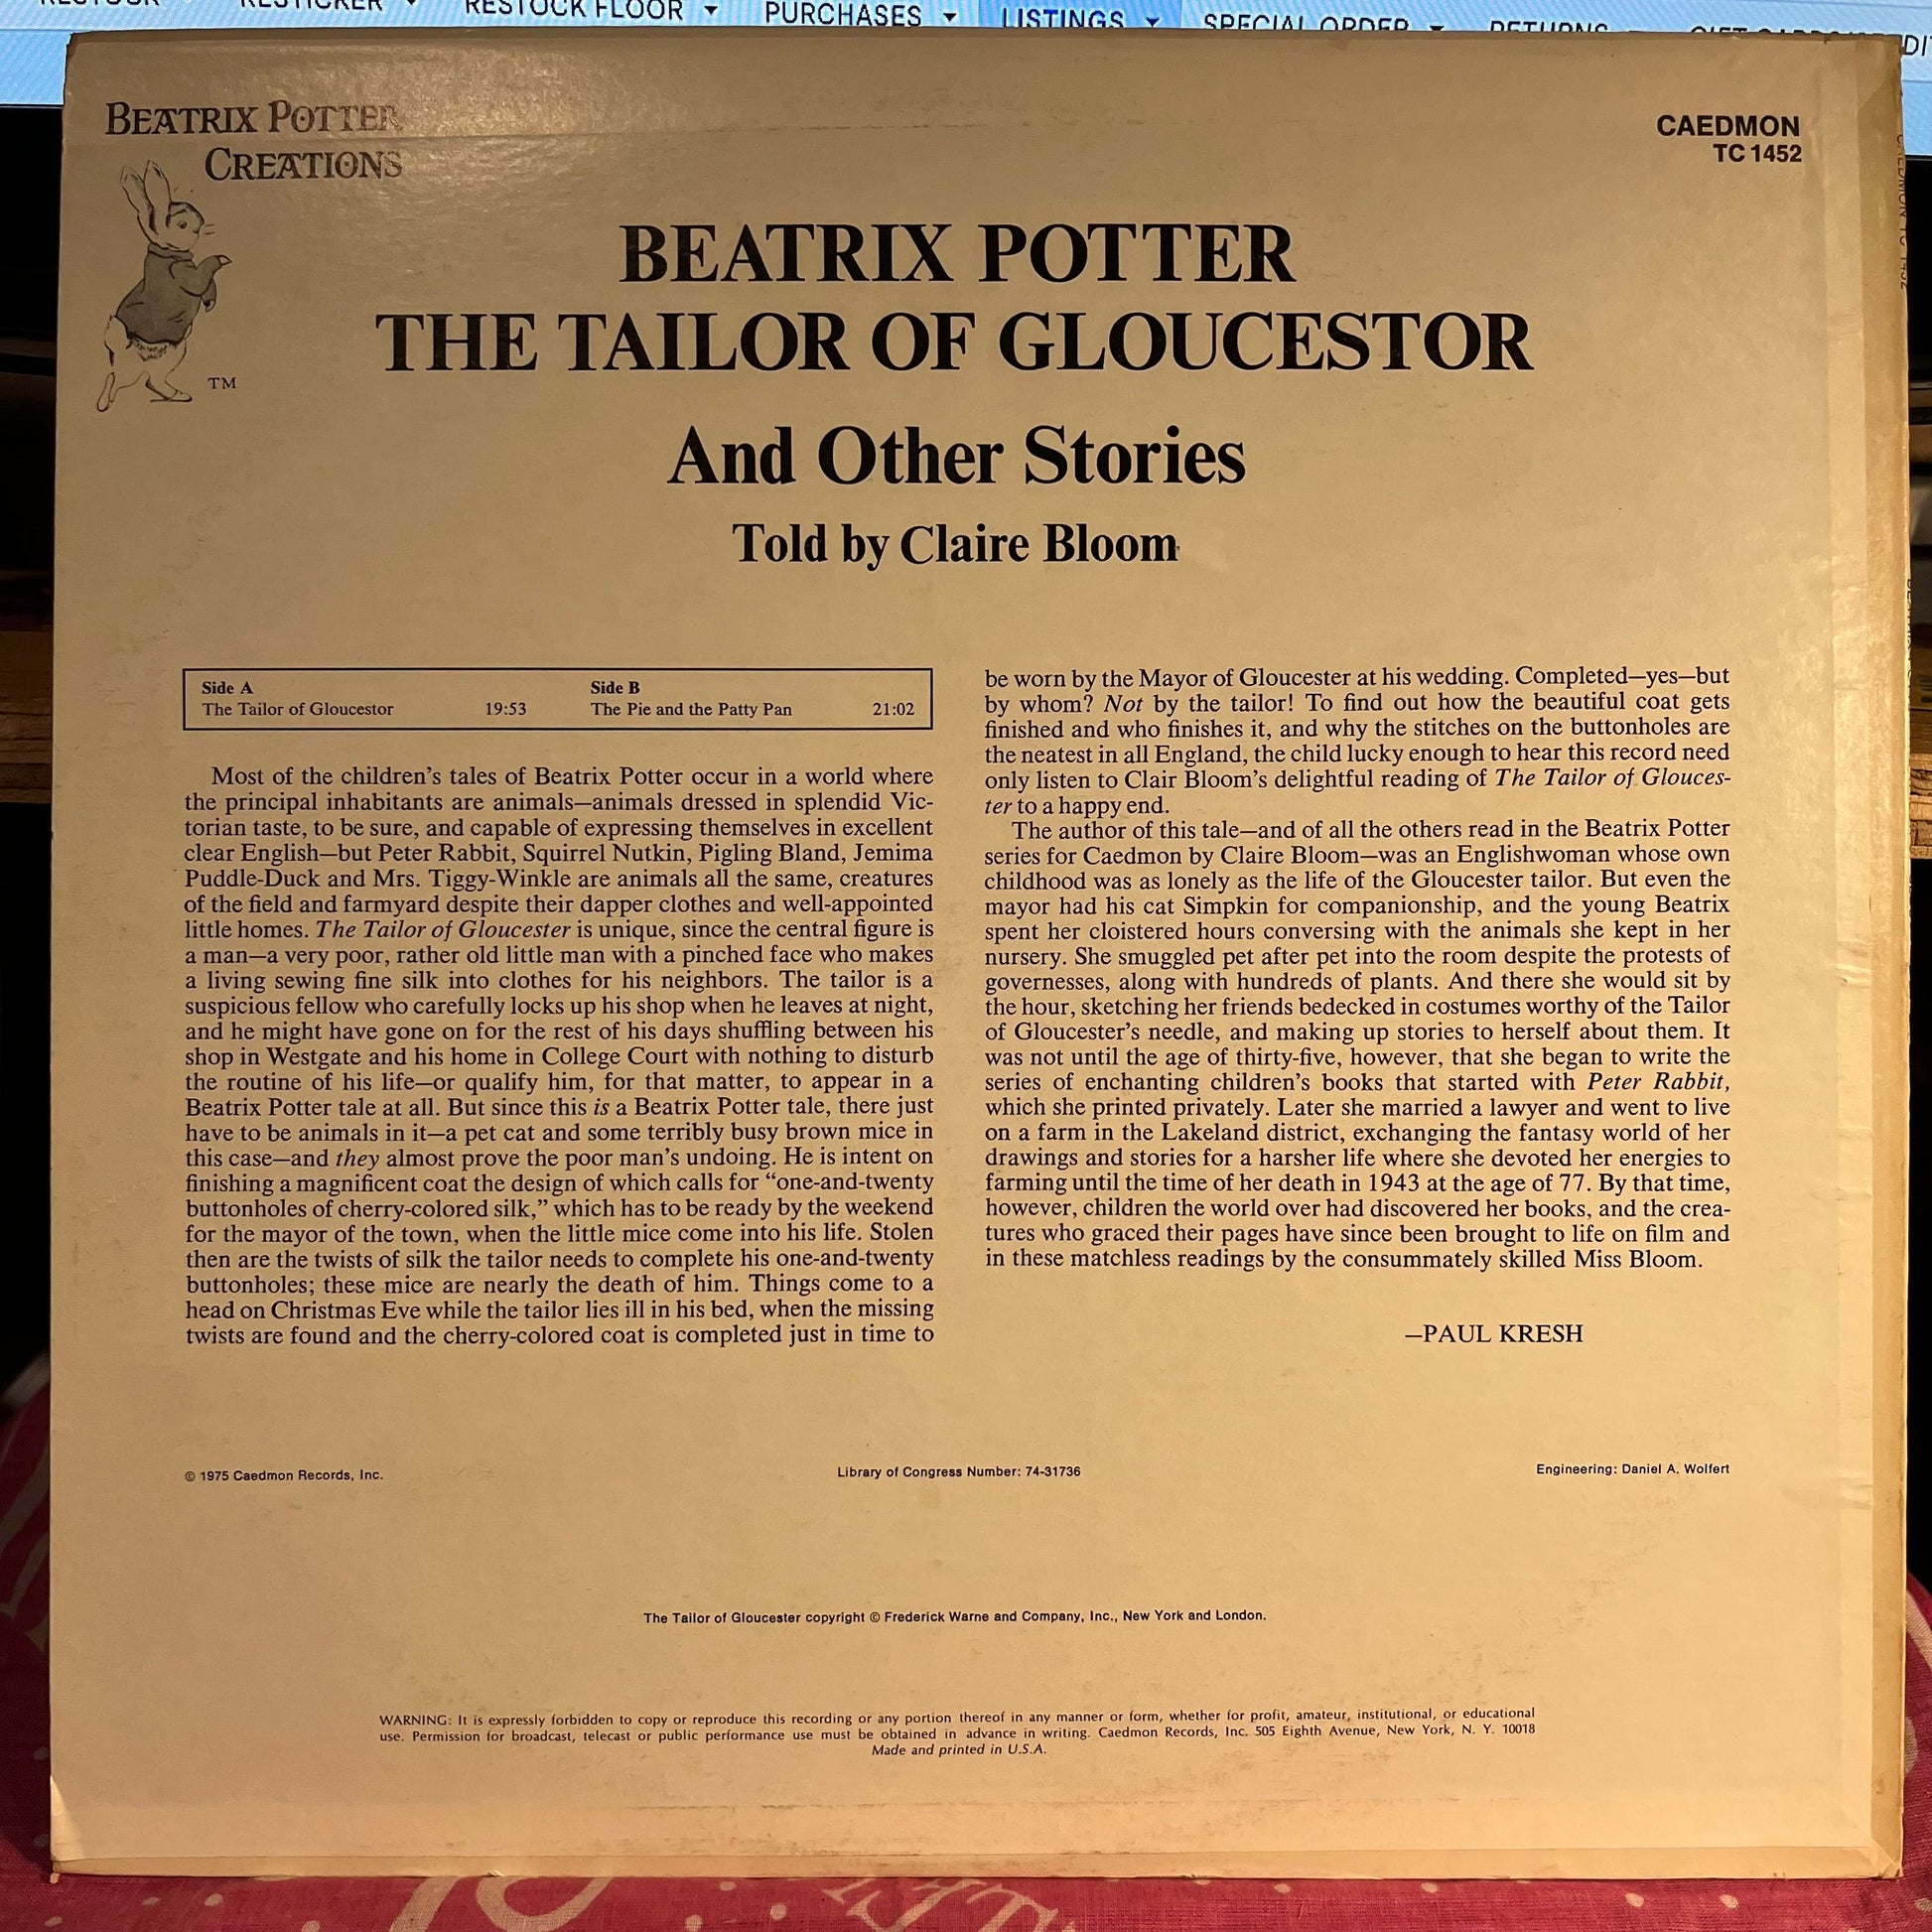 RESTOCK FLOOR
PURCHASES
LISTINGS
SPECIAL ORDER
RETURNS
BEATRIX POTTER
CREATIONS
TM
CAEDMON
TC 1452
BEATRIX POTTER
THE TAILOR OF GLOUCESTOR
And Other Stories
Told by Claire Bloom
Side A
The Tailor of Gloucestor 19:53
Side B
The Pie and the Patty Pan 21:02
Most of the children's tales of Beatrix Potter occur in a world where
the principal inhabitants are animals—animals dressed in splendid Vic-
torian taste, to be sure, and capable of expressing themselves in excellent
clear English—but Peter Rabbit, Squirrel Nutkin, Pigling Bland, Jemima
Puddle-Duck and Mrs. Tiggy-Winkle are animals all the same, creatures
of the field and farmyard despite their dapper clothes and well-appointed
little homes. The Tailor of Gloucester is unique, since the central figure is
a man—a very poor, rather old little man with a pinched face who makes
a living sewing fine silk into clothes for his neighbors. The tailor is a
suspicious fellow who carefully locks up his shop when he leaves at night,
and he might have gone on for the rest of his days shuffling between his
shop in Westgate and his home in College Court with nothing to disturb
the routine of his life—or qualify him, for that matter, to appear in a
Beatrix Potter tale at all. But since this is a Beatrix Potter tale, there just
have to be animals in it—a pet cat and some terribly busy brown mice in
this case—and they almost prove the poor man's undoing. He is intent on
finishing a magnificent coat the design of which calls for “one-and-twenty
buttonholes of cherry-colored silk,” which has to be ready by the weekend
for the mayor of the town, when the little mice come into his life. Stolen
then are the twists of silk the tailor needs to complete his one-and-twenty
buttonholes; these mice are nearly the death of him. Things come to a
head on Christmas Eve while the tailor lies ill in his bed, when the missing
twists are found and the cherry-colored coat is completed just in time to
be worn by the Mayor of Gloucester at his wedding. Completed—yes—but
by whom? Not by the tailor! To find out how the beautiful coat gets
finished and who finishes it, and why the stitches on the buttonholes are
the neatest in all England, the child lucky enough to hear this record need
only listen to Clair Bloom's delightful reading of The Tailor of Glouces-
ter to a happy end.
The author of this tale—and of all the others read in the Beatrix Potter
series for Caedmon by Claire Bloom—was an Englishwoman whose own
childhood was as lonely as the life of the Gloucester tailor. But even the
mayor had his cat Simpkin for companionship, and the young Beatrix
spent her cloistered hours conversing with the animals she kept in her
nursery. She smuggled pet after pet into the room despite the protests of
governesses, along with hundreds of plants. And there she would sit by
the hour, sketching her friends bedecked in costumes worthy of the Tailor
of Gloucester's needle, and making up stories to herself about them. It
was not until the age of thirty-five, however, that she began to write the
series of enchanting children's books that started with Peter Rabbit,
which she printed privately. Later she married a lawyer and went to live
on a farm in the Lakeland district, exchanging the fantasy world of her
drawings and stories for a harsher life where she devoted her energies to
farming until the time of her death in 1943 at the age of 77. By that time,
however, children the world over had discovered her books, and the crea-
tures who graced their pages have since been brought to life on film and
in these matchless readings by the consummately skilled Miss Bloom.
—PAUL KRESH
© 1975 Caedmon Records, Inc.
Library of Congress Number: 74-31736
Engineering: Daniel A. Wolfert
The Tailor of Gloucester copyright © Frederick Warne and Company, Inc., New York and London.
WARNING: It is expressly forbidden to copy or reproduce this recording or any portion thereof in any manner or form, whether for profit, amateur, institutional, or educational
use. Permission for broadcast, telecast or public performance use must be obtained in advance in writing. Caedmon Records, Inc. 505 Eighth Avenue, New York, N. Y. 10018
Made and printed in U.S.A.